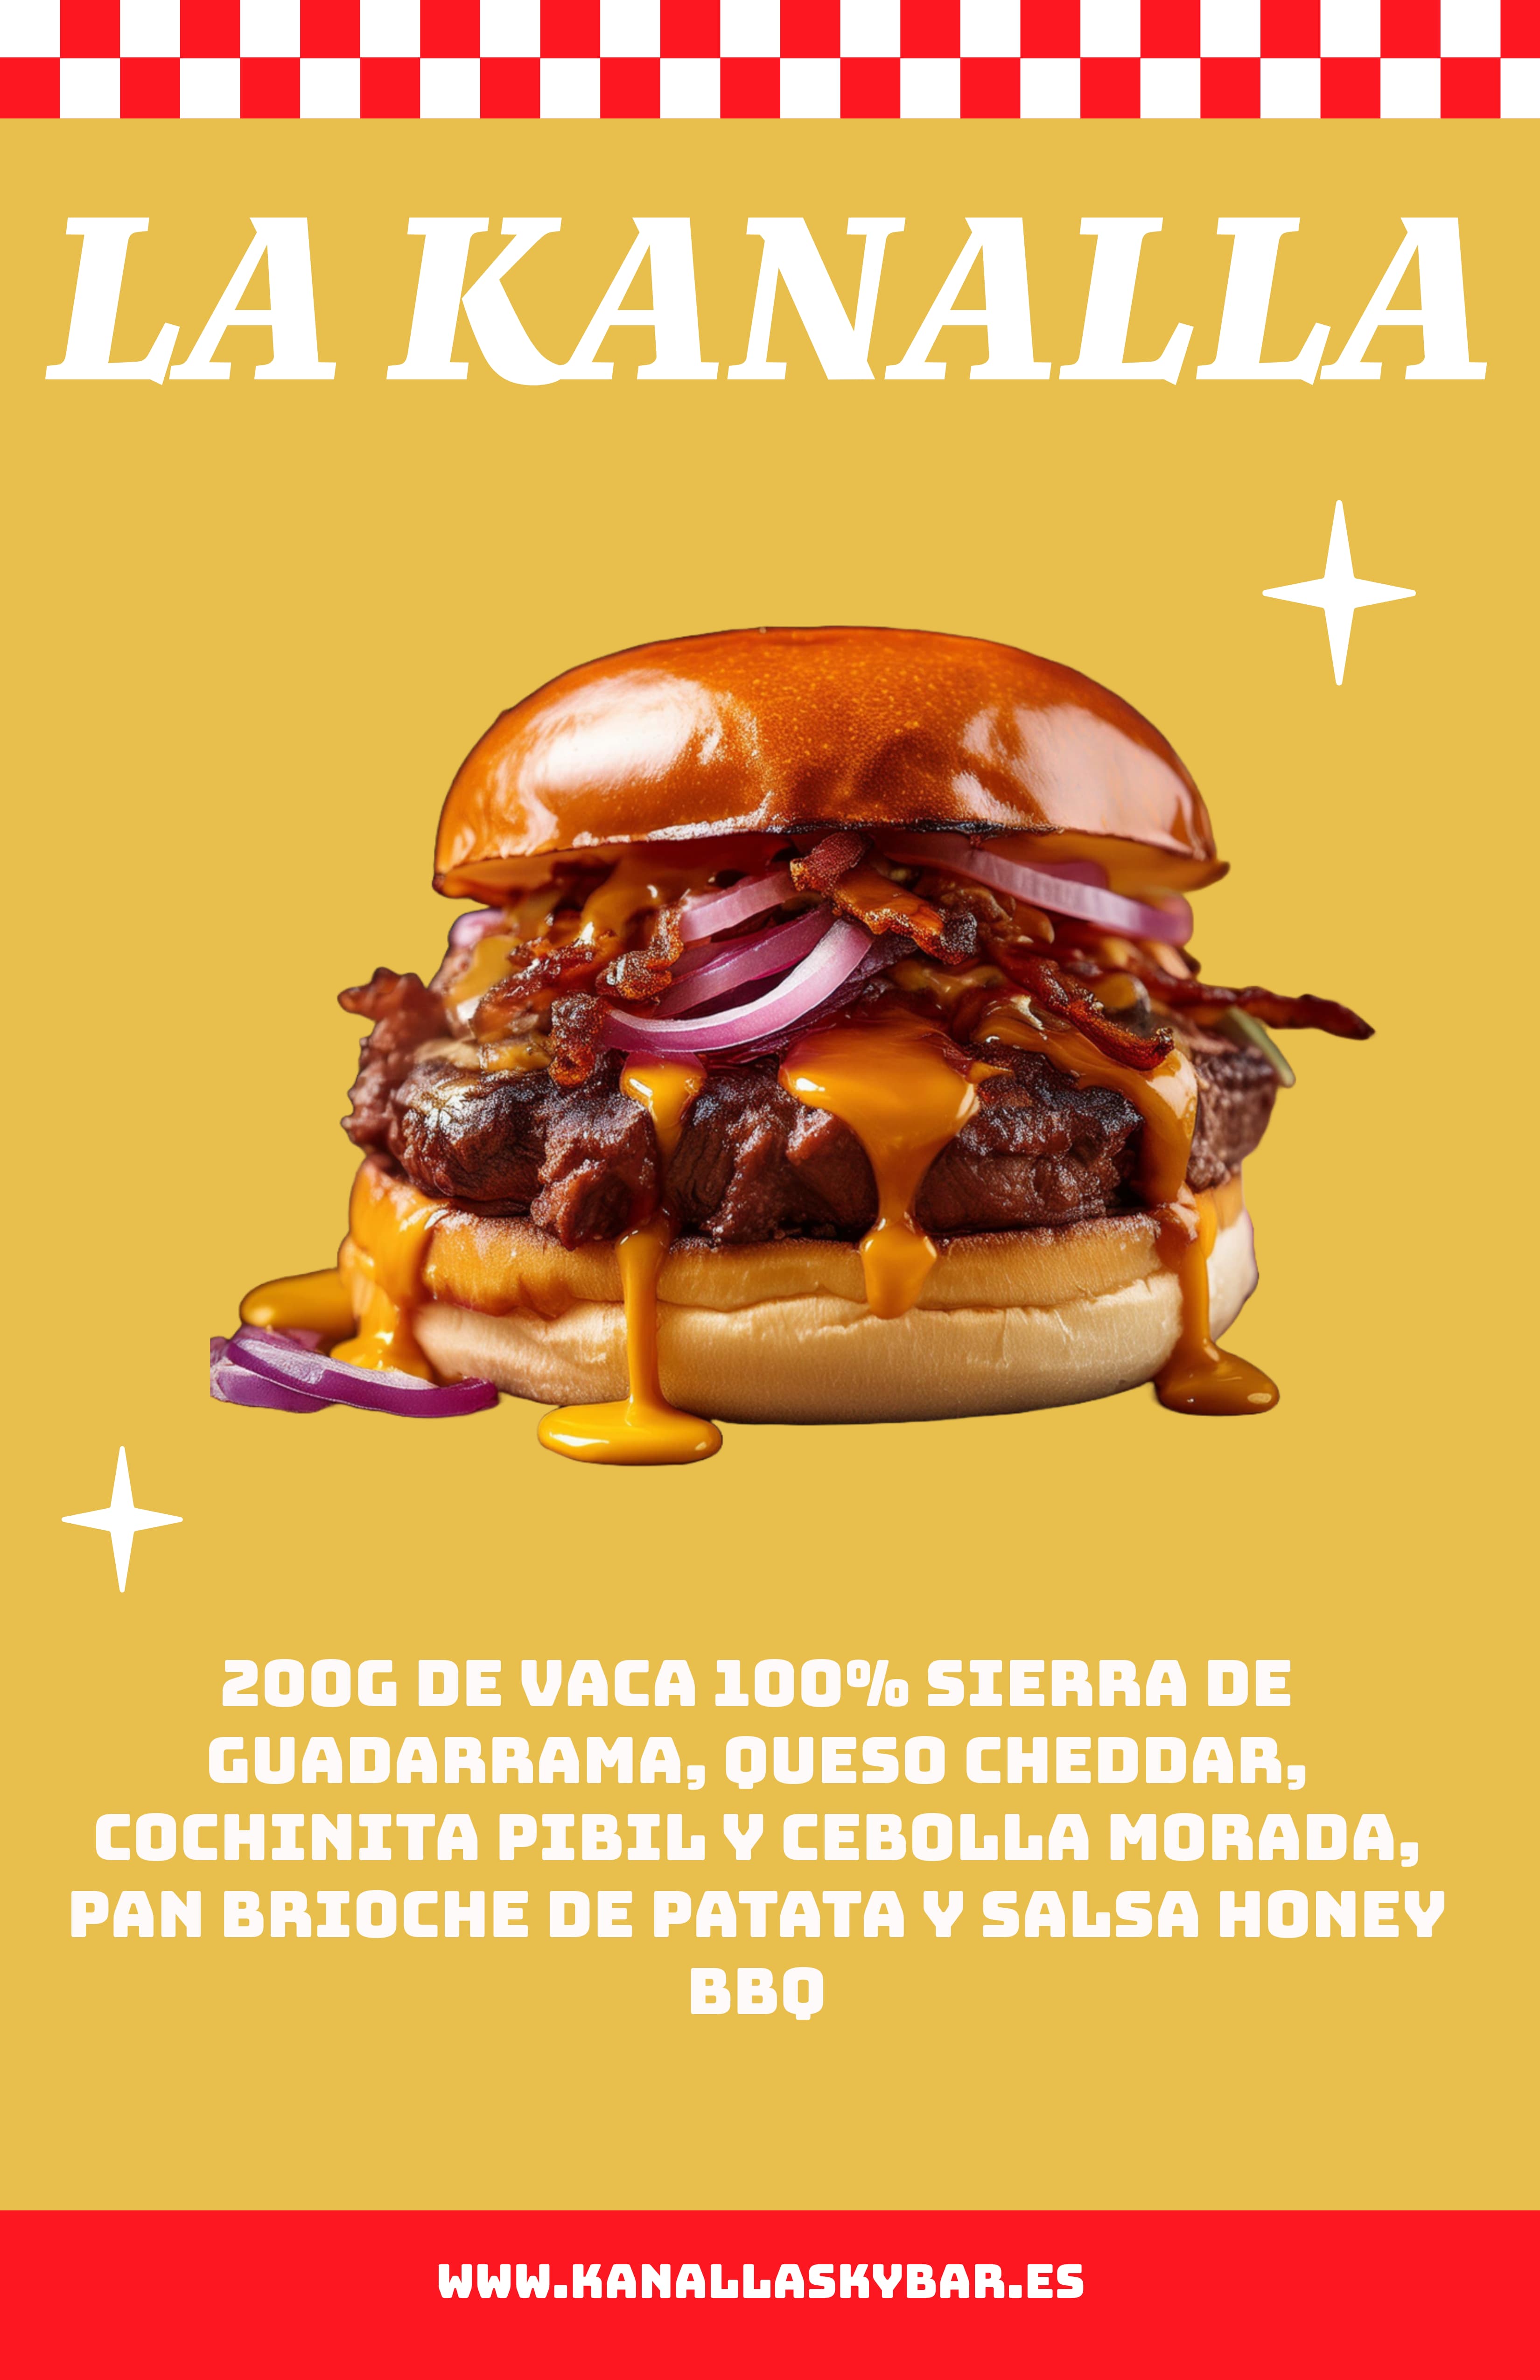 LA KANALLA
200G DE VACA 100% SIERRA DE
GUADARRAMA, QUESO CHEDDAR,
COCHINITA PIBIL Y CEBOLLA MORADA,
PAN BRIOCHE DE PATATA Y SALSA HONEY
BBQ
WWW.KANALLASKYBAR.ES